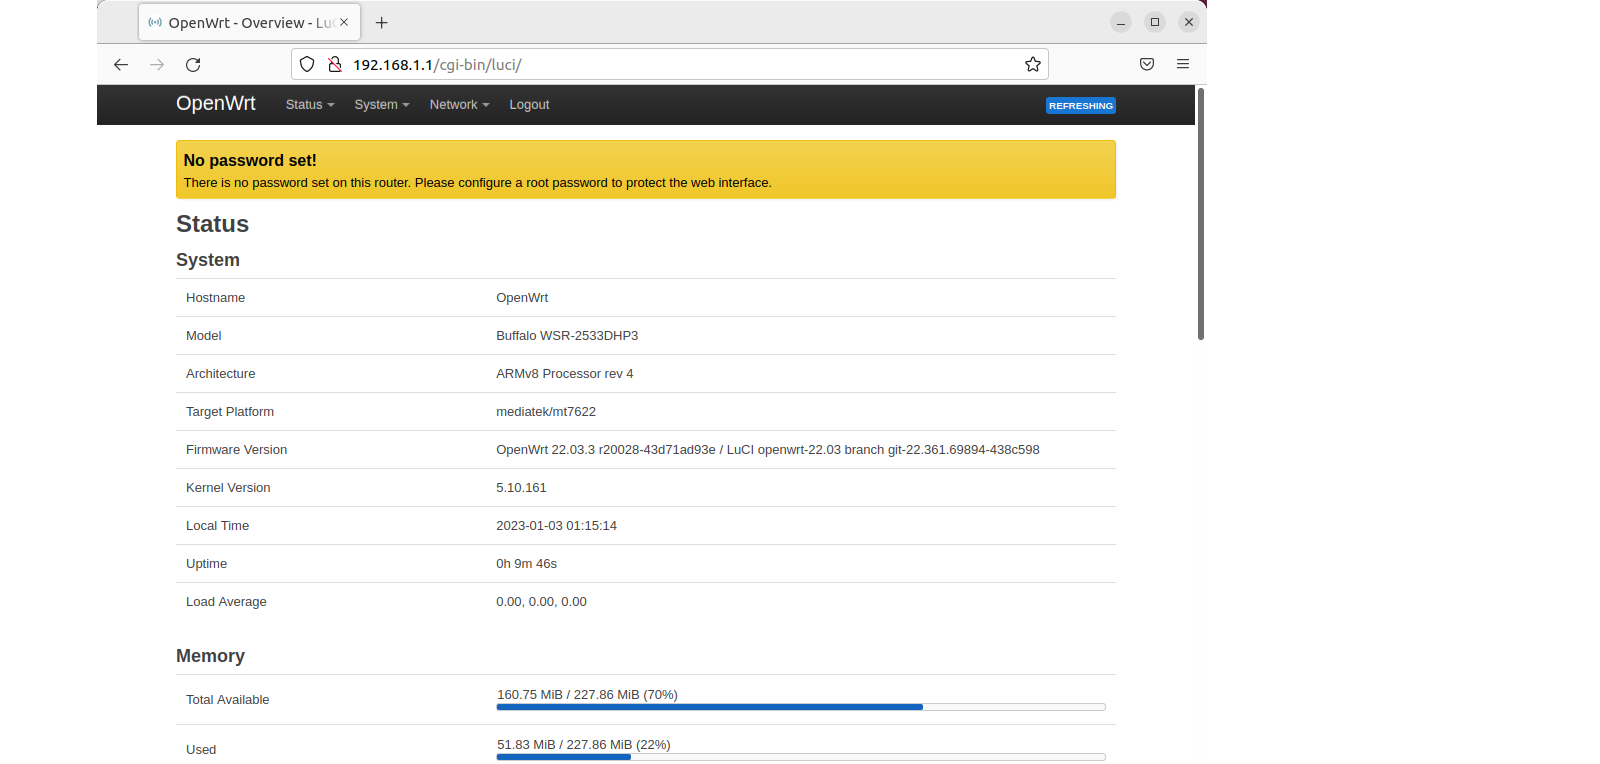 OpenWrt - Overview - Lu
192.168.1.1/cgi-bin/luci/
OpenWrt Status System Network Logout REFRESHING
No password set!
There is no password set on this router. Please configure a root password to protect the web interface.
Status
System
Hostname OpenWrt
Model Buffalo WSR-2533DHP3
Architecture ARMv8 Processor rev 4
Target Platform mediatek/mt7622
Firmware Version OpenWrt 22.03.3 r20028-43d71ad93e / LuCI openwrt-22.03 branch git-22.361.69894-438c598
Kernel Version 5.10.161
Local Time 2023-01-03 01:15:14
Uptime 0h 9m 46s
Load Average 0.00, 0.00, 0.00
Memory
Total Available 160.75 MiB / 227.86 MiB (70%)
Used 51.83 MiB / 227.86 MiB (22%)